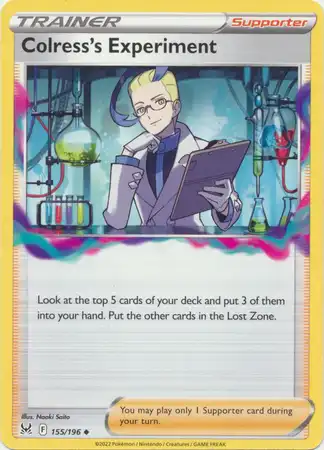 TRAINER
Supporter
Colress's Experiment
Look at the top 5 cards of your deck and put 3 of them
into your hand. Put the other cards in the Lost Zone.
Illus. Naoki Saito
F 155/196
You may play only 1 Supporter card during
your turn.
©2022 Pokémon / Nintendo / Creatures / GAME FREAK